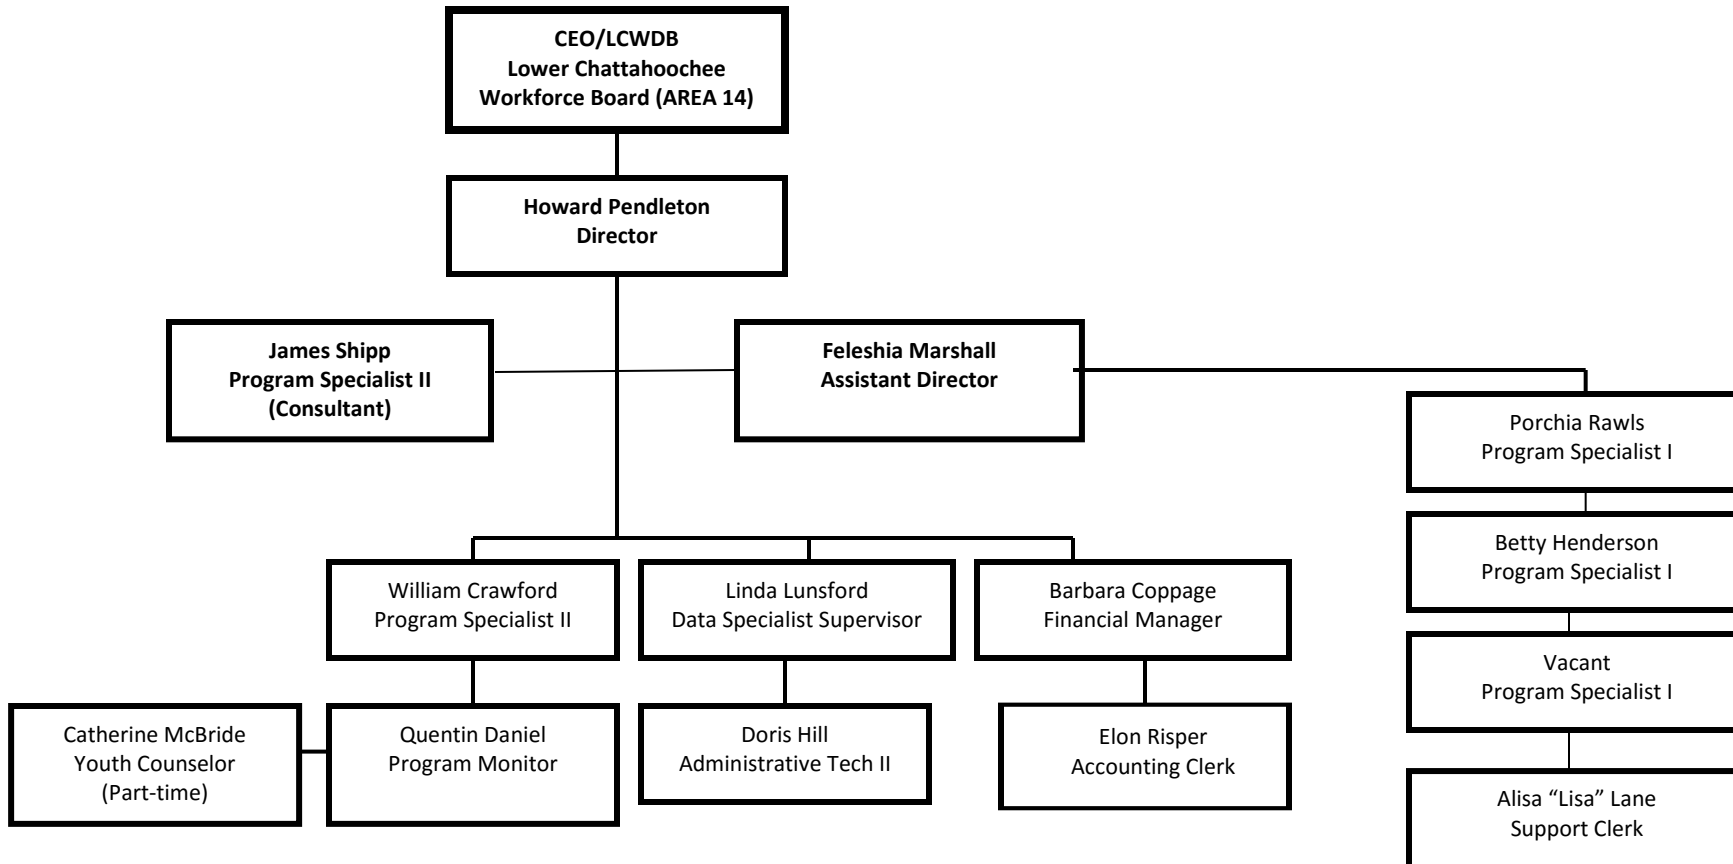 CEO/LCWDB
Lower Chattahoochee
Workforce Board (AREA 14)
Howard Pendleton
Director
James Shipp
Program Specialist II
(Consultant)
Feleshia Marshall
Assistant Director
Porchia Rawls
Program Specialist I
Betty Henderson
Program Specialist I
Vacant
Program Specialist I
Alisa “Lisa” Lane
Support Clerk
William Crawford
Program Specialist II
Linda Lunsford
Data Specialist Supervisor
Barbara Coppage
Financial Manager
Catherine McBride
Youth Counselor
(Part-time)
Quentin Daniel
Program Monitor
Doris Hill
Administrative Tech II
Elon Risper
Accounting Clerk